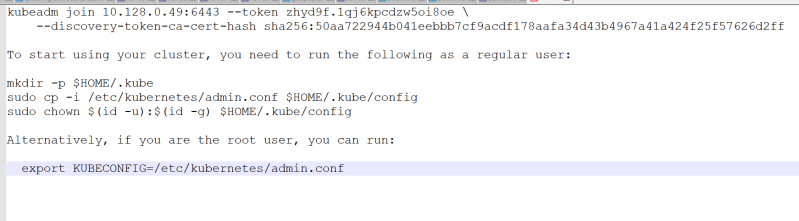 kubeadm join 10.128.0.49:6443 --token zhyd9f.1qj6kpcdzw5oi8oe \
--discovery-token-ca-cert-hash sha256:50aa722944b041eebbb7cf9acdf178aafa34d43b4967a41a424f25f57626d2ff
To start using your cluster, you need to run the following as a regular user:
mkdir -p $HOME/.kube
sudo cp -i /etc/kubernetes/admin.conf $HOME/.kube/config
sudo chown $(id -u):$(id -g) $HOME/.kube/config
Alternatively, if you are the root user, you can run:
export KUBECONFIG=/etc/kubernetes/admin.conf